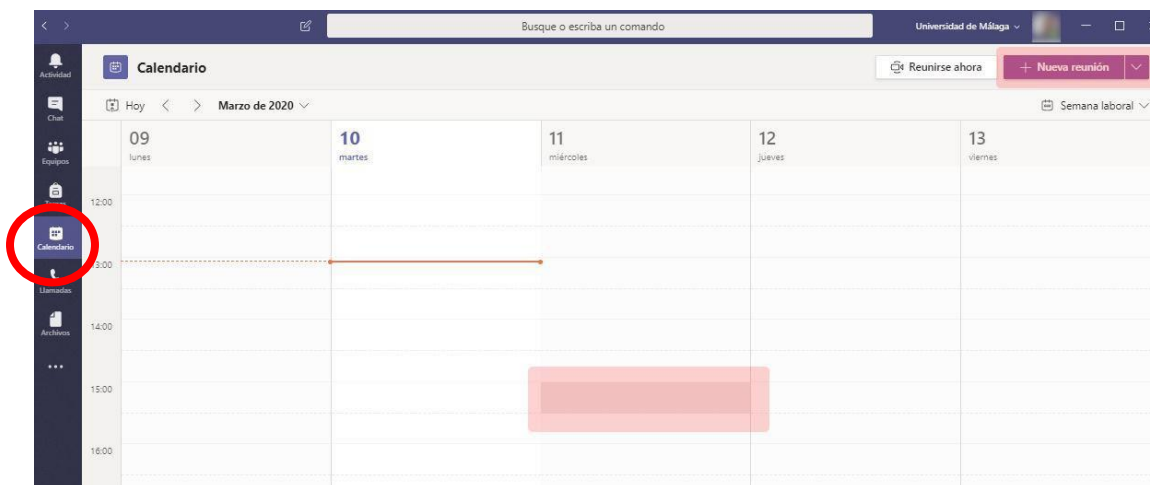 Busque o escriba un comando
Universidad de Málaga
Actividad
Calendario
Reunirse ahora
+ Nueva reunión
Chat
Hoy
Marzo de 2020
Semana laboral
Equipos
09
lunes
10
martes
11
miércoles
12
jueves
13
viernes
12:00
Calendario
13:00
Llamadas
14:00
Archivos
15:00
16:00